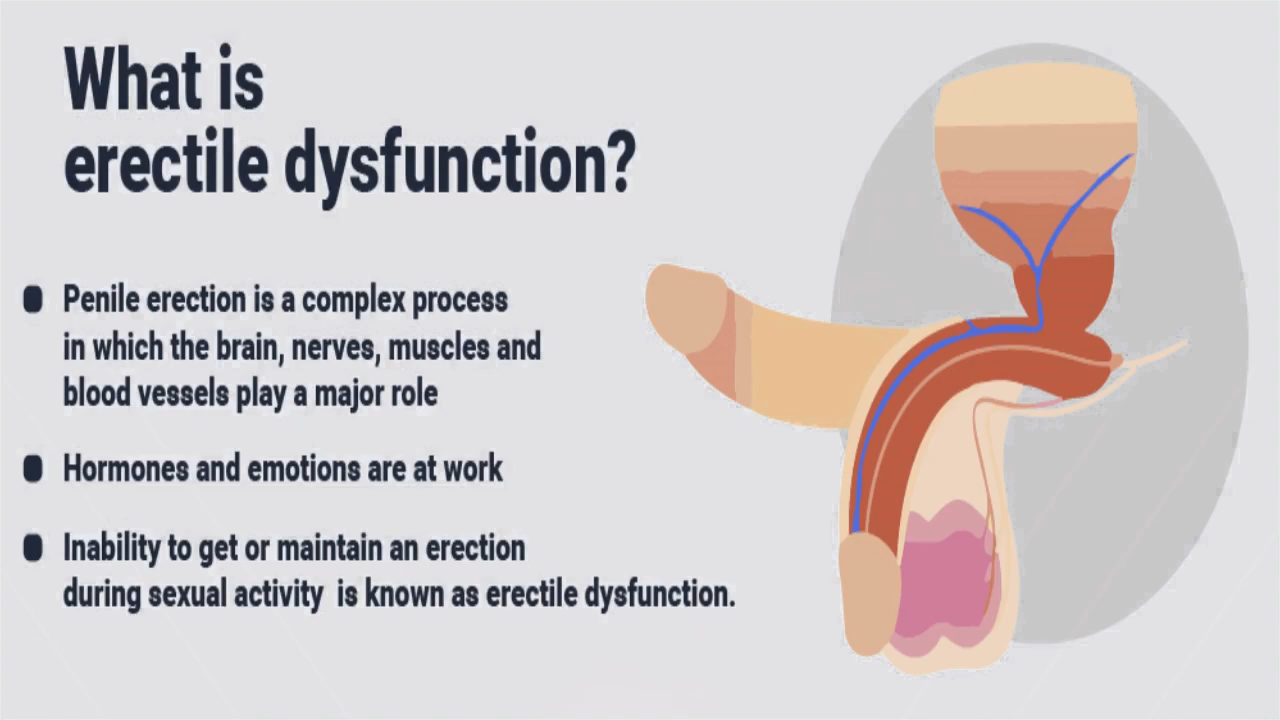 What is
erectile dysfunction?
Penile erection is a complex process
in which the brain, nerves, muscles and
blood vessels play a major role
Hormones and emotions are at work
Inability to get or maintain an erection
during sexual activity  is known as erectile dysfunction.